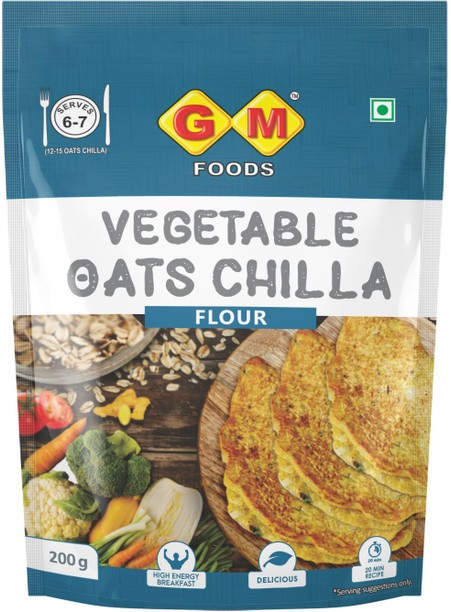 SERVES
6-7
(12-15 OATS CHILLA)
G M
TM
FOODS
VEGETABLE
OATS CHILLA
FLOUR
200 g
HIGH ENERGY
BREAKFAST
DELICIOUS
20 min
20 MIN
RECIPE
*Serving suggestions only.